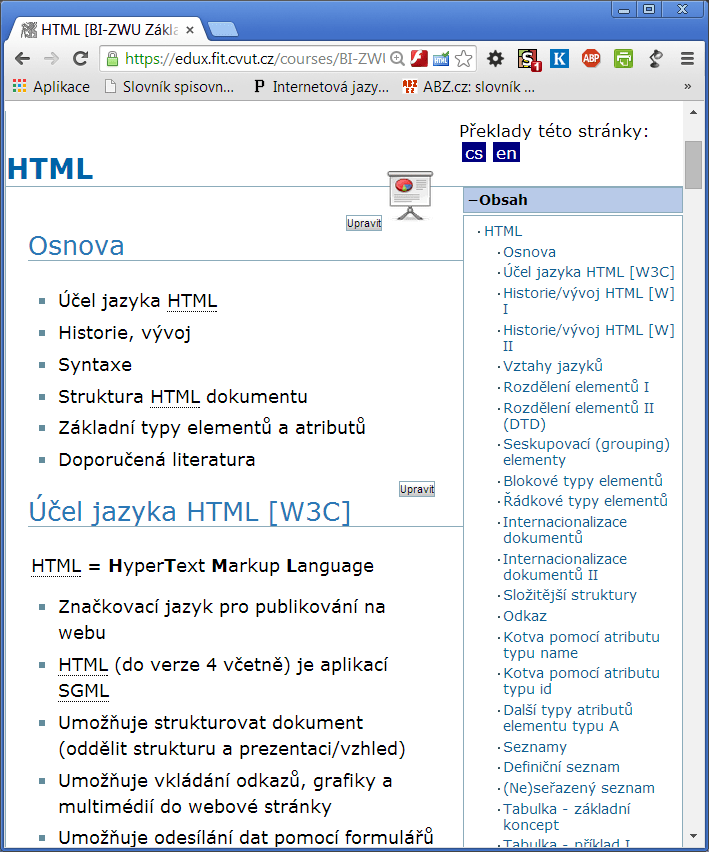 HTML [BI-ZWU Zákla
https://edux.fit.cvut.cz/courses/BI-ZWU
Aplikace
Slovník spisovn...
Internetová jazy...
ABZ.cz: slovník ...
»
Překlady této stránky:
cs en
HTML
Upravit
Osnova
Účel jazyka HTML
Historie, vývoj
Syntaxe
Struktura HTML dokumentu
Základní typy elementů a atributů
Doporučená literatura
Upravit
Účel jazyka HTML [W3C]
HTML = HyperText Markup Language
Značkovací jazyk pro publikování na
webu
HTML (do verze 4 včetně) je aplikací
SGML
Umožňuje strukturovat dokument
(oddělit strukturu a prezentaci/vzhled)
Umožňuje vkládání odkazů, grafiky a
multimédií do webové stránky
Umožňuje odesílání dat pomocí formulářů
−Obsah
HTML
Osnova
Účel jazyka HTML [W3C]
Historie/vývoj HTML [W]
I
Historie/vývoj HTML [W]
II
Vztahy jazyků
Rozdělení elementů I
Rozdělení elementů II
(DTD)
Seskupovací (grouping)
elementy
Blokové typy elementů
Řádkové typy elementů
Internacionalizace
dokumentů
Internacionalizace
dokumentů II
Složitější struktury
Odkaz
Kotva pomocí atributu
typu name
Kotva pomocí atributu
typu id
Další typy atributů
elementu typu A
Seznamy
Definiční seznam
(Ne)seřazený seznam
Tabulka - základní
koncept
Tabulka - příklad I